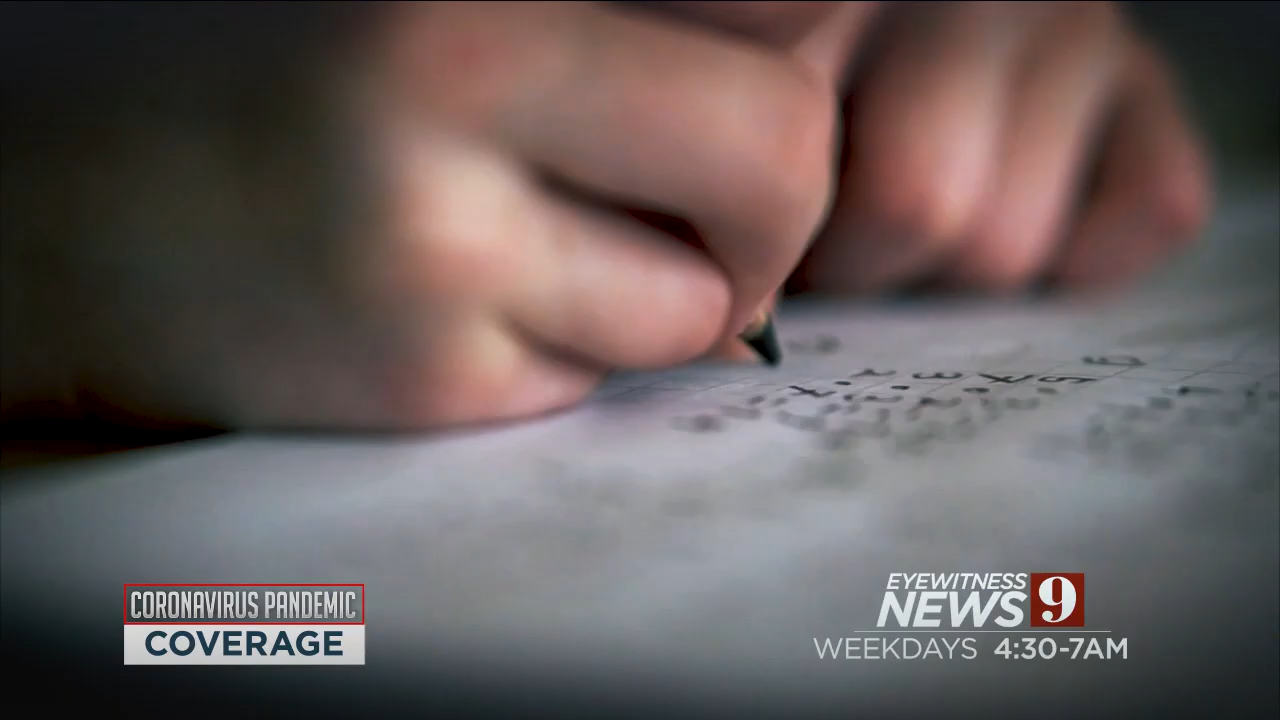 CORONAVIRUS PANDEMIC
COVERAGE
EYEWITNESS
NEWS 9
WEEKDAYS 4:30-7AM